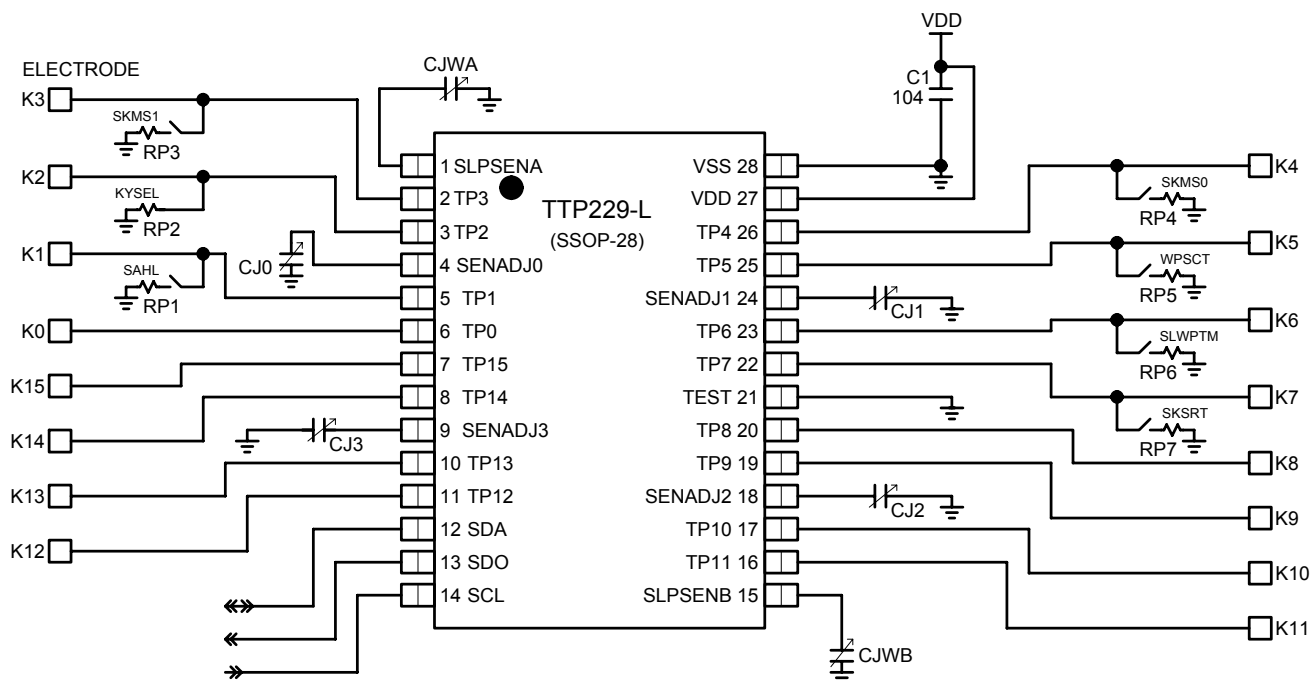 VDD
C1
104
CJWA
ELECTRODE
K3
SKMS1
RP3
K2
KYSEL
RP2
K1
SAHL
RP1
CJ0
K0
K15
K14
CJ3
K13
K12
TTP229-L
(SSOP-28)
1 SLPSENA
2 TP3
3 TP2
4 SENADJ0
5 TP1
6 TP0
7 TP15
8 TP14
9 SENADJ3
10 TP13
11 TP12
12 SDA
13 SDO
14 SCL
VSS 28
VDD 27
TP4 26
TP5 25
SENADJ1 24
TP6 23
TP7 22
TEST 21
TP8 20
TP9 19
SENADJ2 18
TP10 17
TP11 16
SLPSENB 15
K4
SKMS0
RP4
K5
WPSCT
RP5
CJ1
K6
SLWPTM
RP6
K7
SKSRT
RP7
K8
CJ2
K9
K10
K11
CJWB